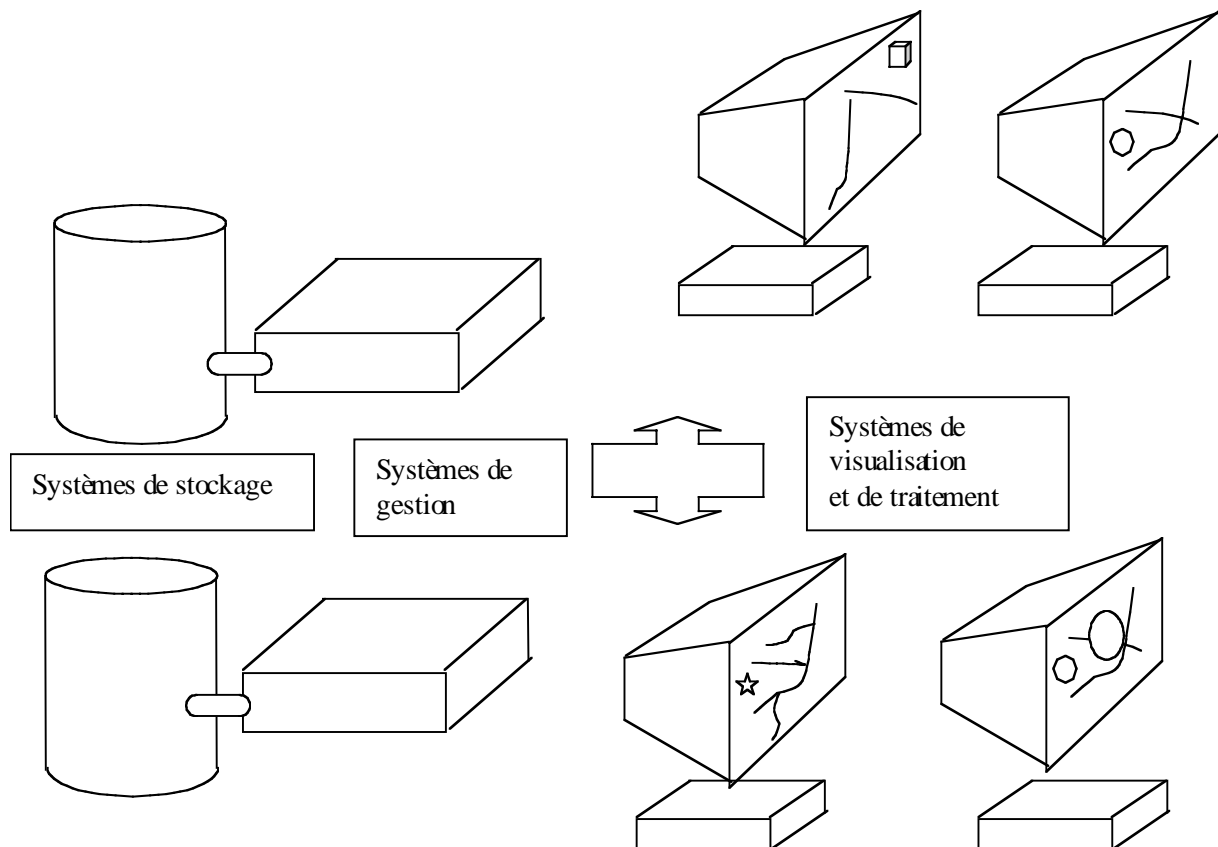 Systèmes de stockage
Systèmes de
gestion
Systèmes de
visualisation
et de traitement